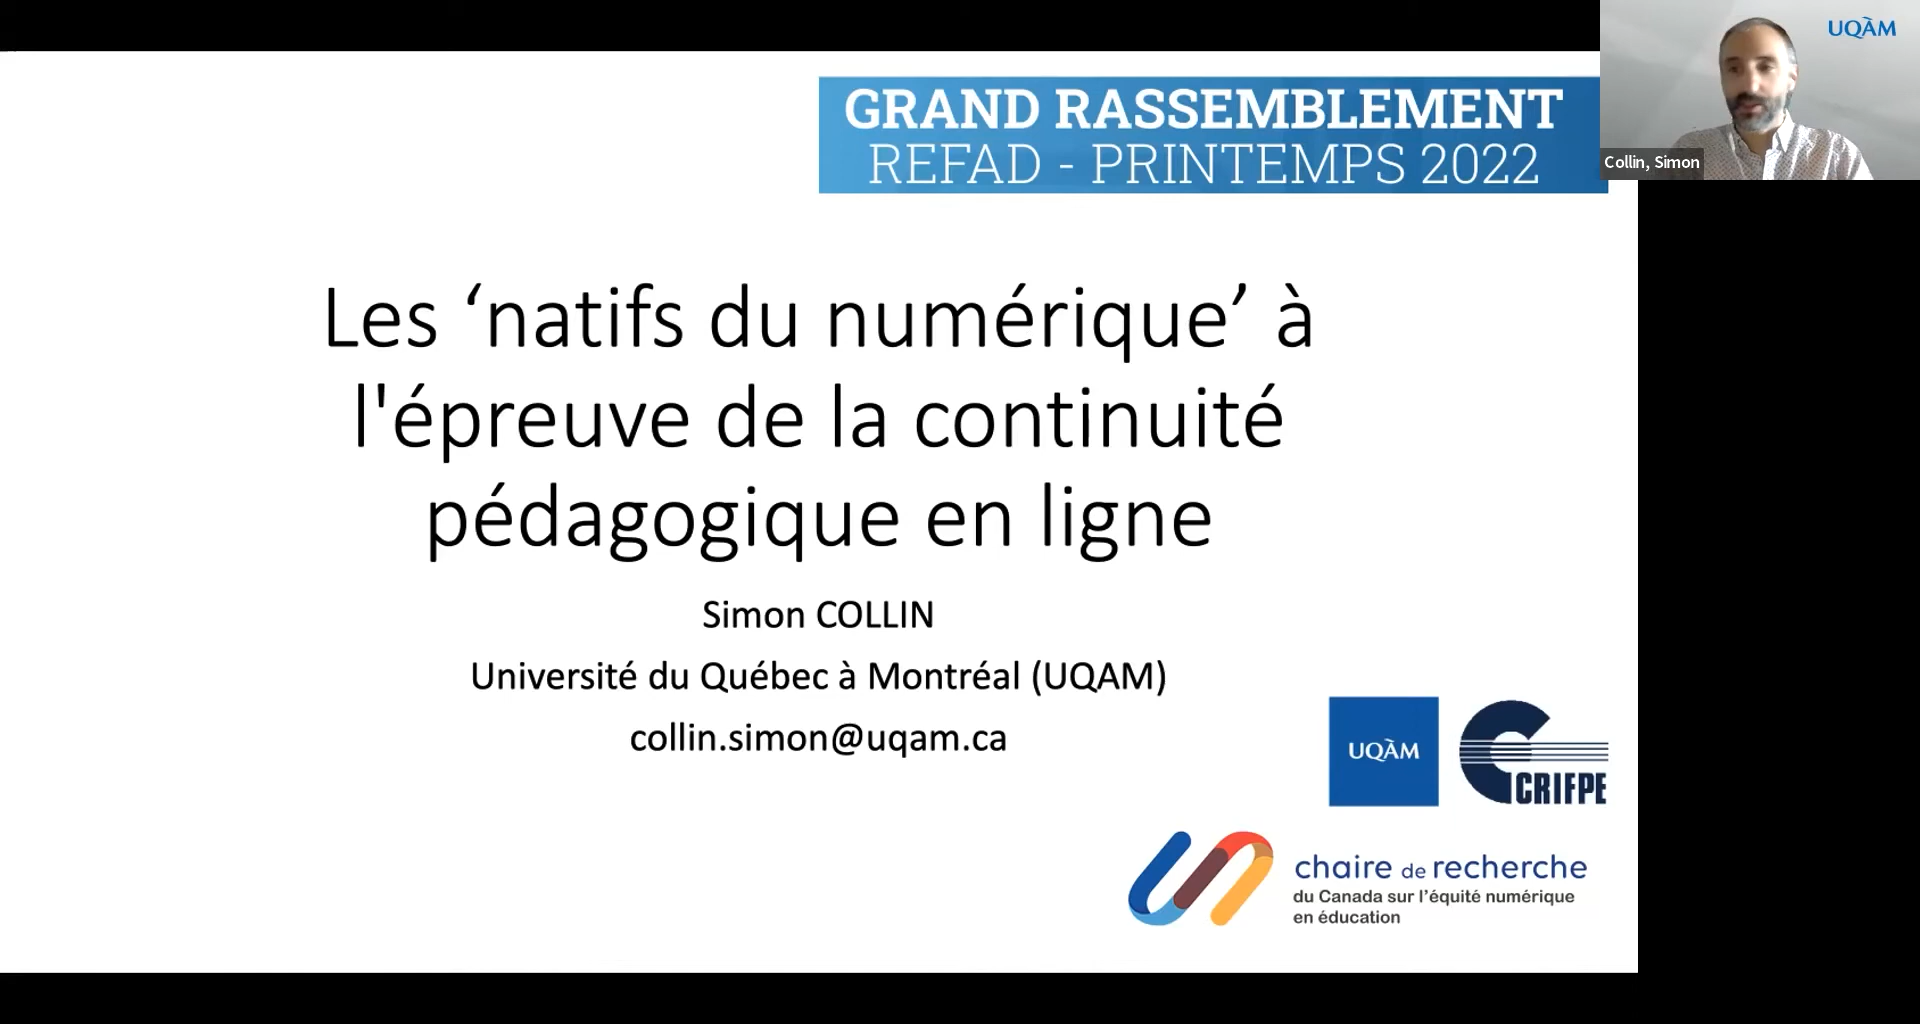 GRAND RASSEMBLEMENT
REFAD - PRINTEMPS 2022
UQÀM
Collin, Simon
Les ‘natifs du numérique’ à
l'épreuve de la continuité
pédagogique en ligne
Simon COLLIN
Université du Québec à Montréal (UQAM)
collin.simon@uqam.ca
UQÀM
CRIFPE
chaire de recherche
du Canada sur l’équité numérique
en éducation